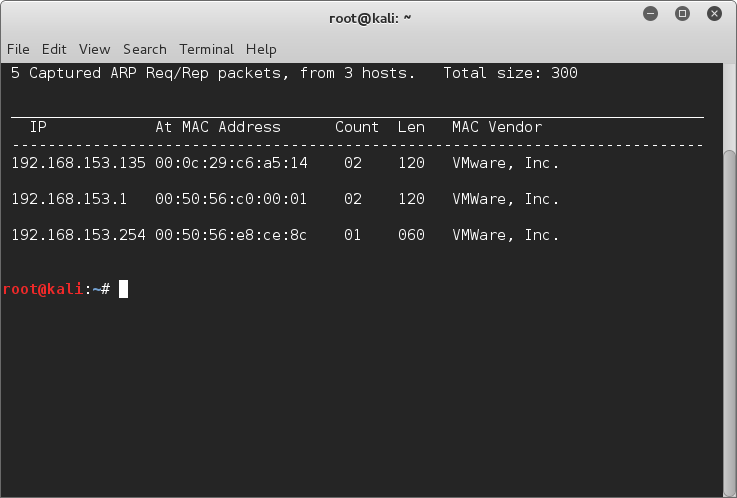 root@kali: ~
File Edit View Search Terminal Help
5 Captured ARP Req/Rep packets, from 3 hosts.   Total size: 300
_____________________________________________________________________________
  IP            At MAC Address      Count  Len   MAC Vendor
-----------------------------------------------------------------------------
192.168.153.135 00:0c:29:c6:a5:14    02    120   VMware, Inc.
192.168.153.1   00:50:56:c0:00:01    02    120   VMWare, Inc.
192.168.153.254 00:50:56:e8:ce:8c    01    060   VMWare, Inc.
root@kali:~#